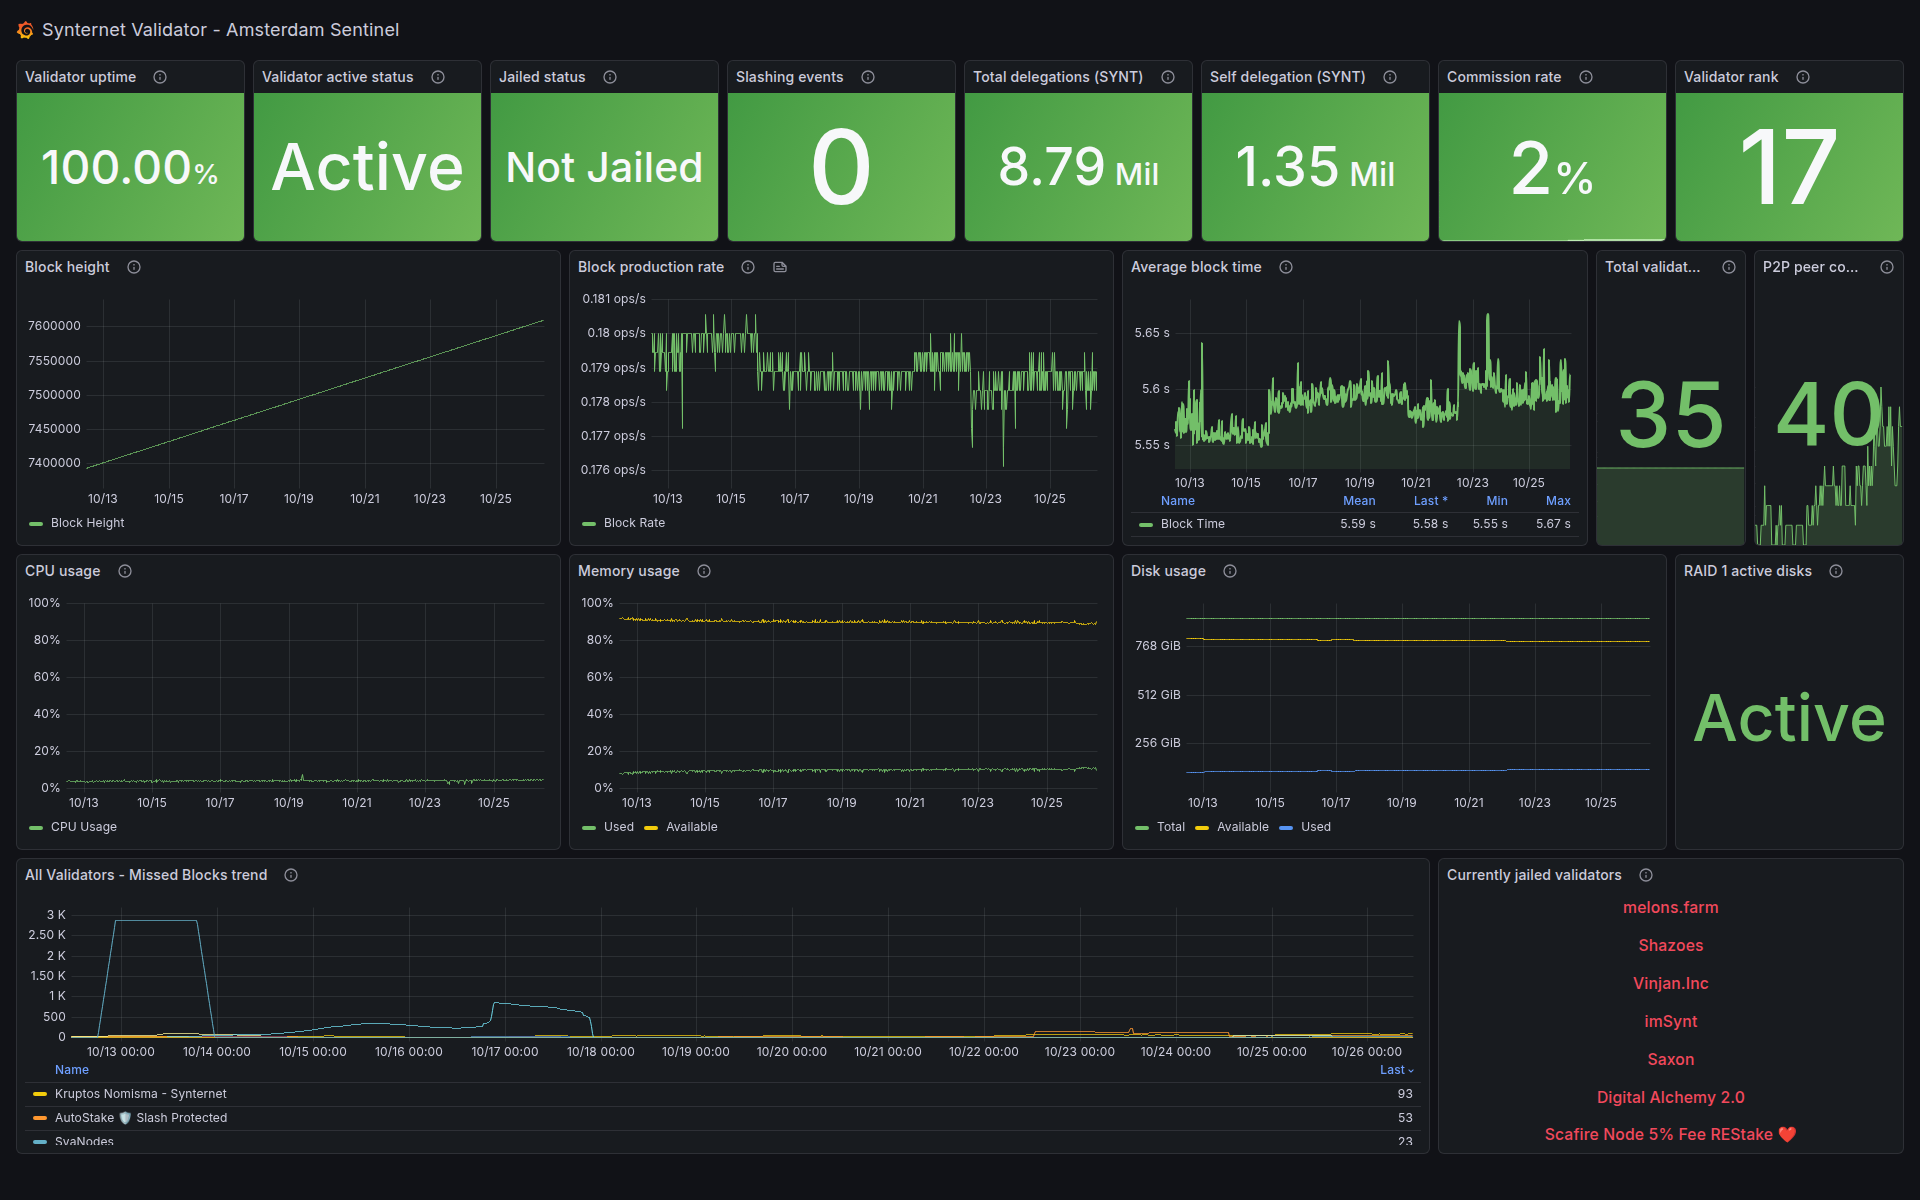 Synternet Validator - Amsterdam Sentinel
Validator uptime
100.00%
Validator active status
Active
Jailed status
Not Jailed
Slashing events
0
Total delegations (SYNT)
8.79 Mil
Self delegation (SYNT)
1.35 Mil
Commission rate
2%
Validator rank
17
Block height
7600000
7550000
7500000
7450000
7400000
10/13 10/15 10/17 10/19 10/21 10/23 10/25
Block Height
Block production rate
0.181 ops/s
0.18 ops/s
0.179 ops/s
0.178 ops/s
0.177 ops/s
0.176 ops/s
10/13 10/15 10/17 10/19 10/21 10/23 10/25
Block Rate
Average block time
5.65 s
5.6 s
5.55 s
10/13 10/15 10/17 10/19 10/21 10/23 10/25
Name Mean Last * Min Max
Block Time 5.59 s 5.58 s 5.55 s 5.67 s
Total validat...
35
P2P peer co...
40
CPU usage
100%
80%
60%
40%
20%
0%
10/13 10/15 10/17 10/19 10/21 10/23 10/25
CPU Usage
Memory usage
100%
80%
60%
40%
20%
0%
10/13 10/15 10/17 10/19 10/21 10/23 10/25
Used Available
Disk usage
768 GiB
512 GiB
256 GiB
10/13 10/15 10/17 10/19 10/21 10/23 10/25
Total Available Used
RAID 1 active disks
Active
All Validators - Missed Blocks trend
3 K
2.50 K
2 K
1.50 K
1 K
500
0
10/13 00:00 10/14 00:00 10/15 00:00 10/16 00:00 10/17 00:00 10/18 00:00 10/19 00:00 10/20 00:00 10/21 00:00 10/22 00:00 10/23 00:00 10/24 00:00 10/25 00:00 10/26 00:00
Name Last
Kruptos Nomisma - Synternet 93
AutoStake 🛡️ Slash Protected 53
SvaNodes 23
Currently jailed validators
melons.farm
Shazoes
Vinjan.Inc
imSynt
Saxon
Digital Alchemy 2.0
Scafire Node 5% Fee REStake ❤️